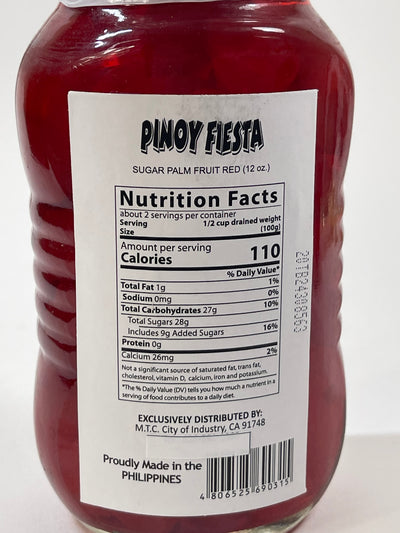 PINOY FIESTA
SUGAR PALM FRUIT RED (12 oz.)
Nutrition Facts
about 2 servings per container
Serving 1/2 cup drained weight
Size (100g)
Amount per serving
Calories 110
% Daily Value*
Total Fat 1g 1%
Sodium 0mg 0%
Total Carbohydrates 27g 10%
Total Sugars 28g
Includes 9g Added Sugars 16%
Protein 0g
Calcium 26mg 2%
Not a significant source of saturated fat, trans fat,
cholesterol, vitamin D, calcium, iron and potassium.
*The % Daily Value (DV) tells you how much a nutrient in a
serving of food contributes to a daily diet.
EXCLUSIVELY DISTRIBUTED BY:
M.T.C. City of Industry, CA 91748
Proudly Made in the
PHILIPPINES
4 806525 690315